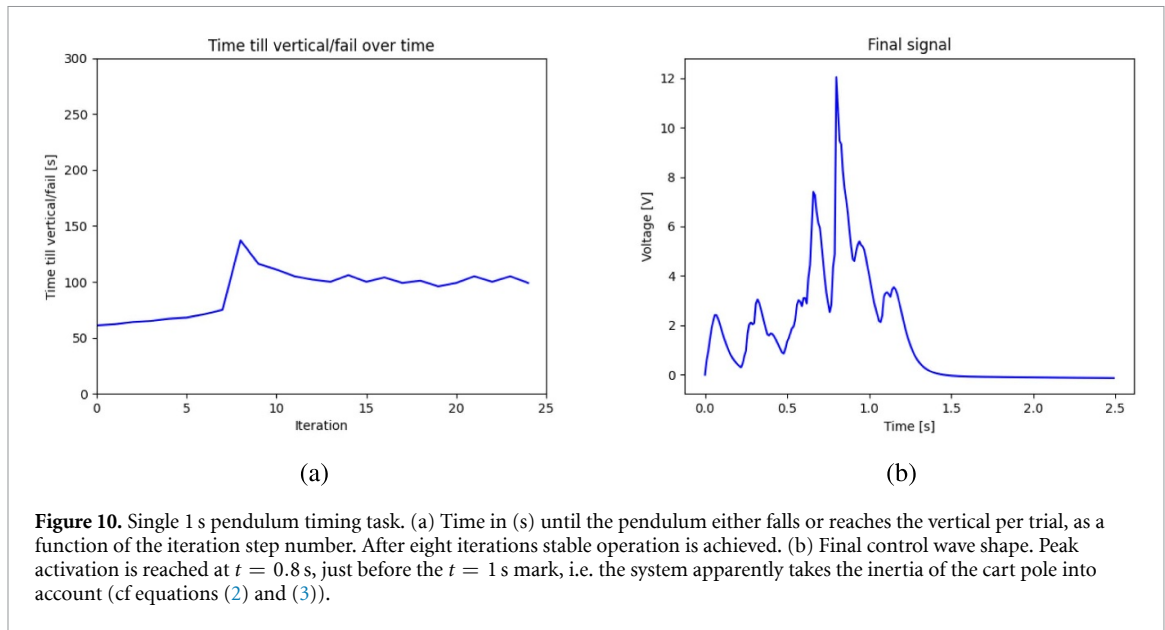 Time till vertical/fail over time
300
250
200
150
100
50
0
Time till vertical/fail [s]
0 5 10 15 20 25
Iteration
(a)
Final signal
12
10
8
6
4
2
0
Voltage [V]
0.0 0.5 1.0 1.5 2.0 2.5
Time [s]
(b)
Figure 10. Single 1 s pendulum timing task. (a) Time in (s) until the pendulum either falls or reaches the vertical per trial, as a
function of the iteration step number. After eight iterations stable operation is achieved. (b) Final control wave shape. Peak
activation is reached at t = 0.8 s, just before the t = 1 s mark, i.e. the system apparently takes the inertia of the cart pole into
account (cf equations (2) and (3)).